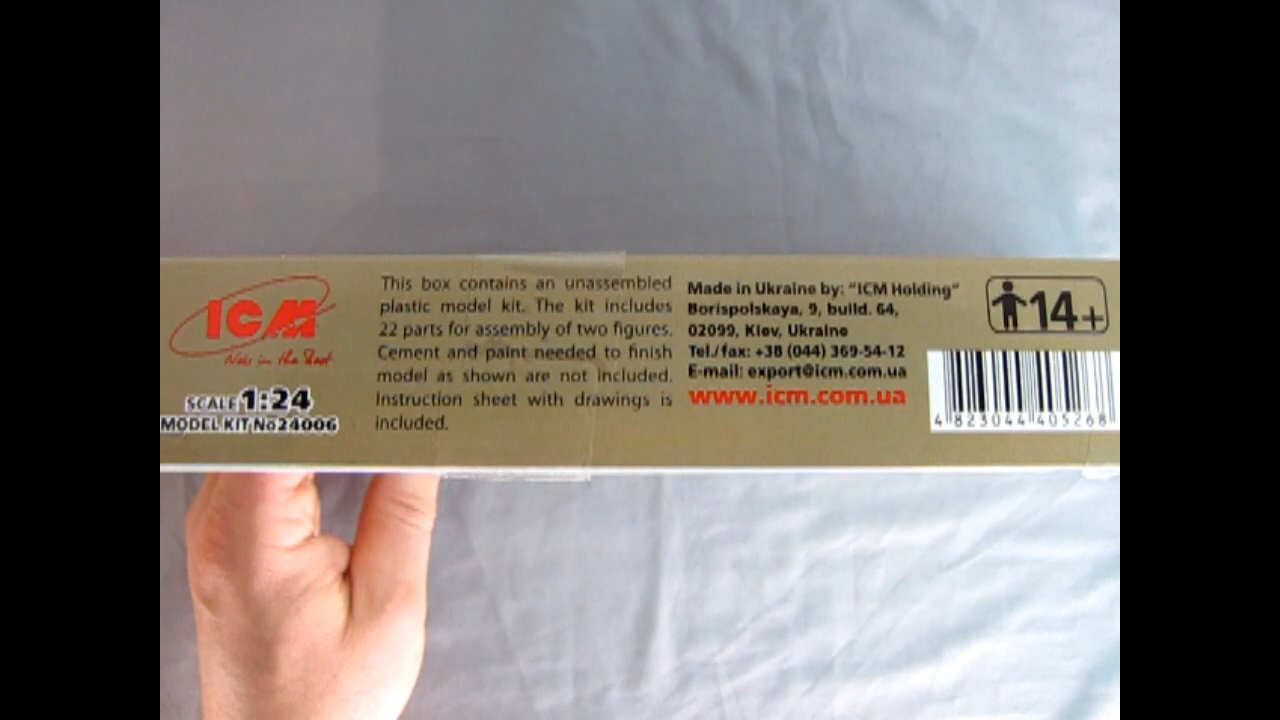 ICM
Nois in the Best
SCALE 1:24
MODEL KIT No24006
This box contains an unassembled
plastic model kit. The kit includes
22 parts for assembly of two figures.
Cement and paint needed to finish
model as shown are not included.
Instruction sheet with drawings is
included.
Made in Ukraine by: "ICM Holding"
Borispolskaya, 9, build. 64,
02099, Kiev, Ukraine
Tel./fax: +38 (044) 369-54-12
E-mail: export@icm.com.ua
www.icm.com.ua
14+
4 823044 405268